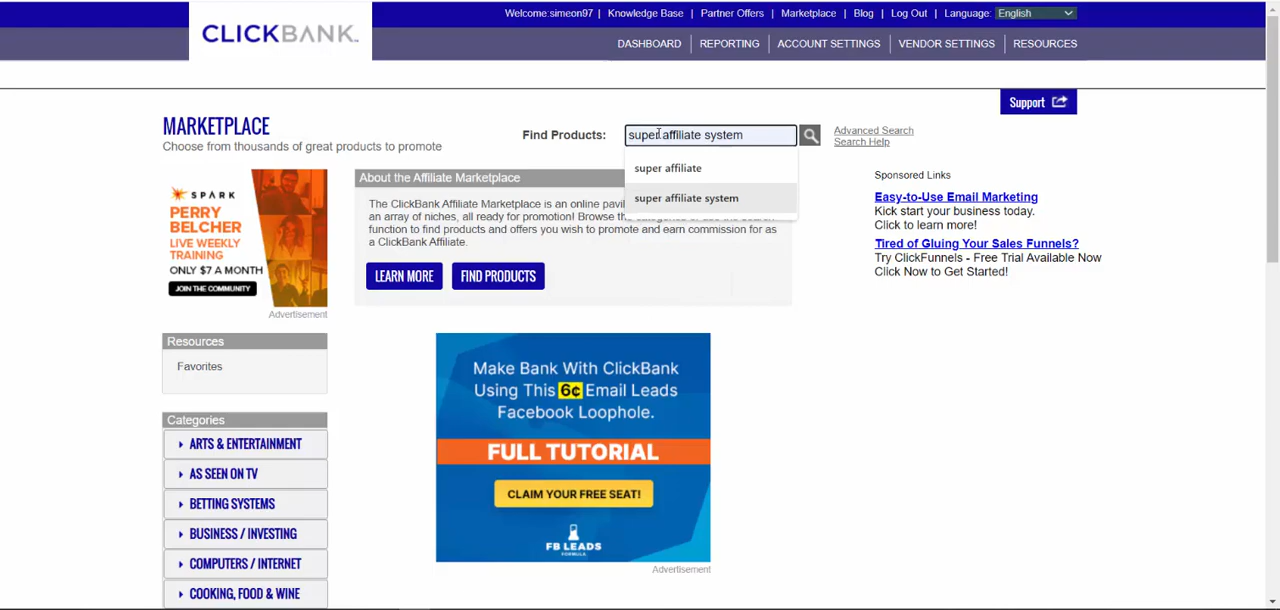 Welcome:simeon97 | Knowledge Base | Partner Offers | Marketplace | Blog | Log Out | Language: English
CLICKBANK
DASHBOARD | REPORTING | ACCOUNT SETTINGS | VENDOR SETTINGS | RESOURCES
Support
MARKETPLACE
Choose from thousands of great products to promote
Find Products: super affiliate system
Advanced Search
Search Help
super affiliate
super affiliate system
SPARK
PERRY
BELCHER
LIVE WEEKLY
TRAINING
ONLY $7 A MONTH
JOIN THE COMMUNITY
Advertisement
About the Affiliate Marketplace
The ClickBank Affiliate Marketplace is an online
an array of niches, all ready for promotion! Browse
function to find products and offers you wish to promote and earn commission for as
a ClickBank Affiliate.
LEARN MORE
FIND PRODUCTS
Sponsored Links
Easy-to-Use Email Marketing
Kick start your business today.
Click to learn more!
Tired of Gluing Your Sales Funnels?
Try ClickFunnels - Free Trial Available Now
Click Now to Get Started!
Resources
Favorites
Categories
ARTS & ENTERTAINMENT
AS SEEN ON TV
BETTING SYSTEMS
BUSINESS / INVESTING
COMPUTERS / INTERNET
COOKING, FOOD & WINE
Make Bank With ClickBank
Using This 6¢ Email Leads
Facebook Loophole.
FULL TUTORIAL
CLAIM YOUR FREE SEAT!
FB LEADS
FORMULA
Advertisement